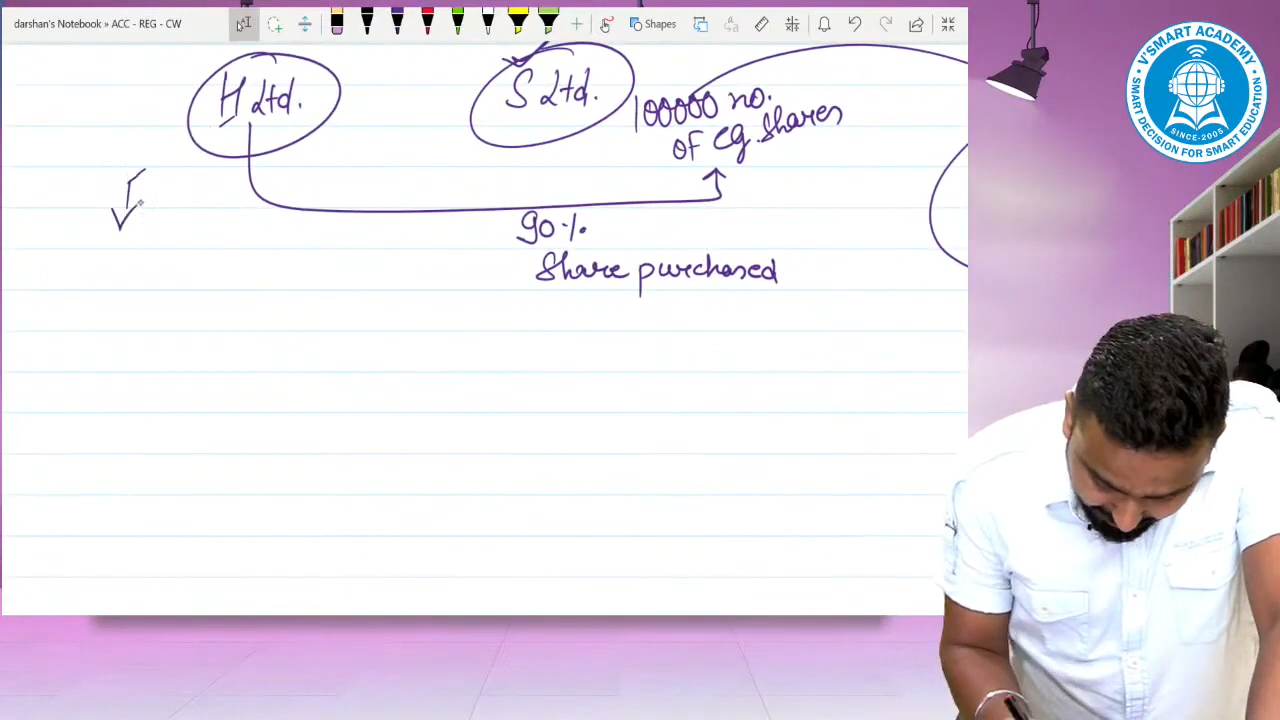 darshan's Notebook » ACC - REG - CW
Shapes
H Ltd.
S Ltd.
100000 no.
of Eq. Shares
90%
Share purchased
V'SMART ACADEMY
SMART DECISION FOR SMART EDUCATION
SINCE-2005